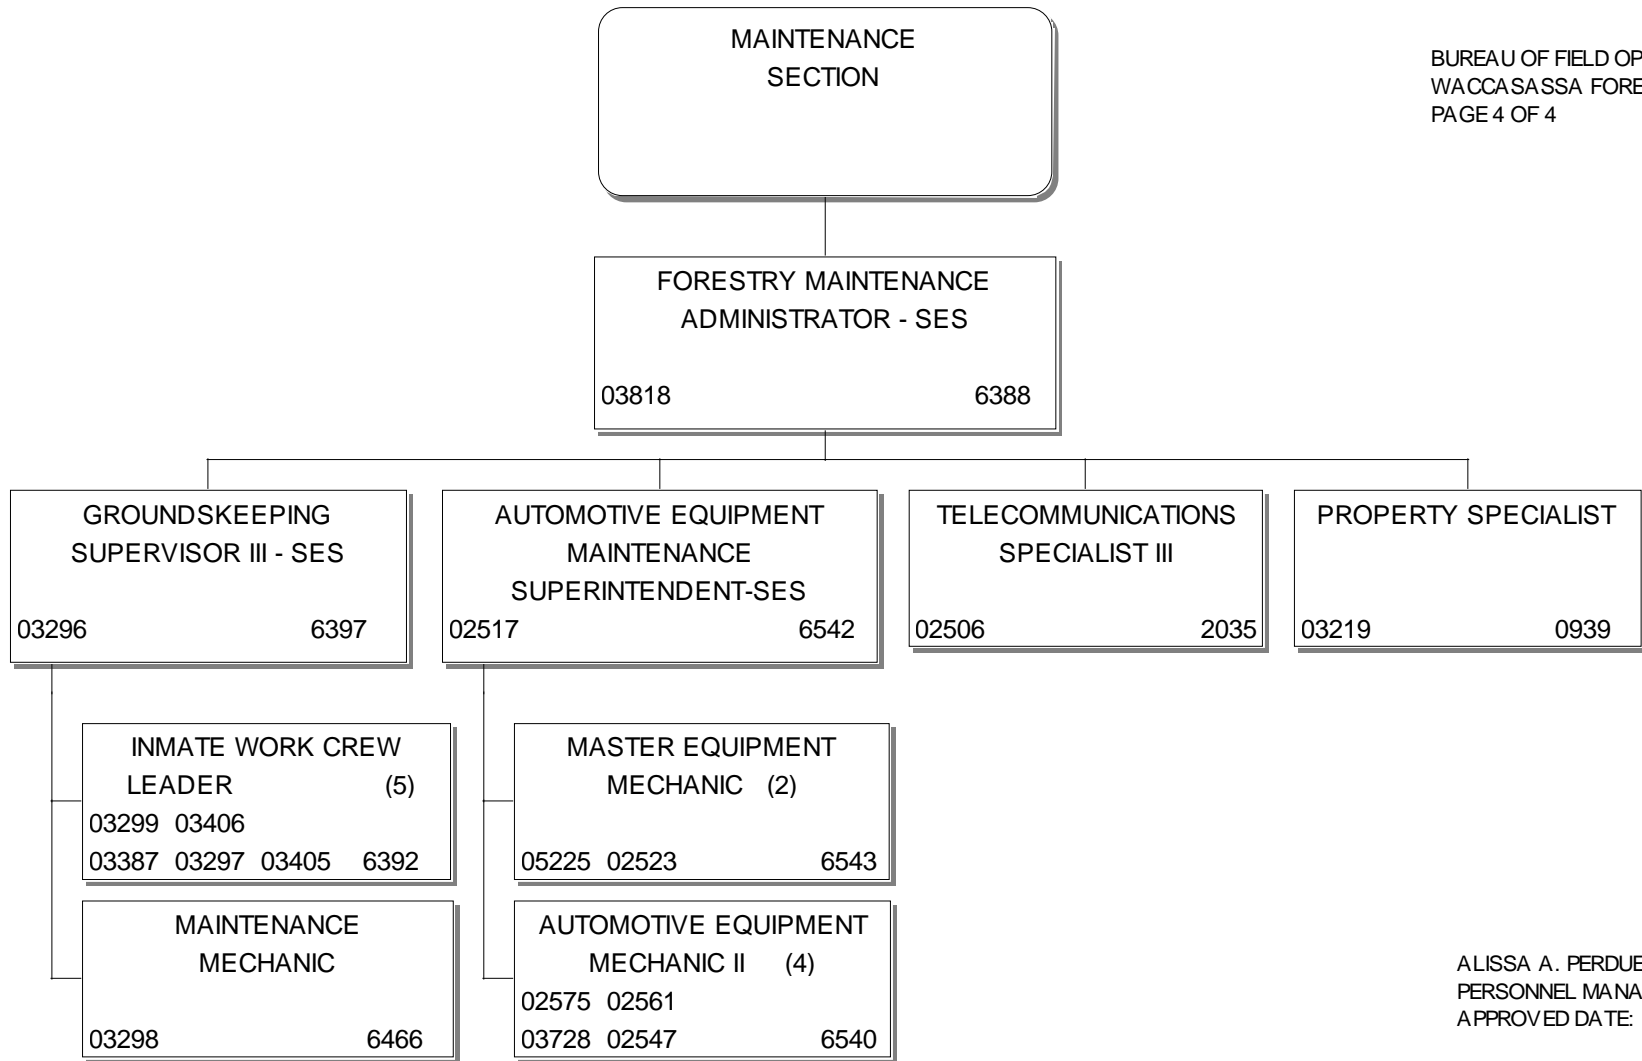 MAINTENANCE
SECTION
BUREAU OF FIELD OP
WACCASASSA FORE
PAGE 4 OF 4
FORESTRY MAINTENANCE
ADMINISTRATOR - SES
03818 6388
GROUNDSKEEPING
SUPERVISOR III - SES
03296 6397
AUTOMOTIVE EQUIPMENT
MAINTENANCE
SUPERINTENDENT-SES
02517 6542
TELECOMMUNICATIONS
SPECIALIST III
02506 2035
PROPERTY SPECIALIST
03219 0939
INMATE WORK CREW
LEADER (5)
03299 03406
03387 03297 03405 6392
MAINTENANCE
MECHANIC
03298 6466
MASTER EQUIPMENT
MECHANIC (2)
05225 02523 6543
AUTOMOTIVE EQUIPMENT
MECHANIC II (4)
02575 02561
03728 02547 6540
ALISSA A. PERDUE
PERSONNEL MANA
APPROVED DATE: